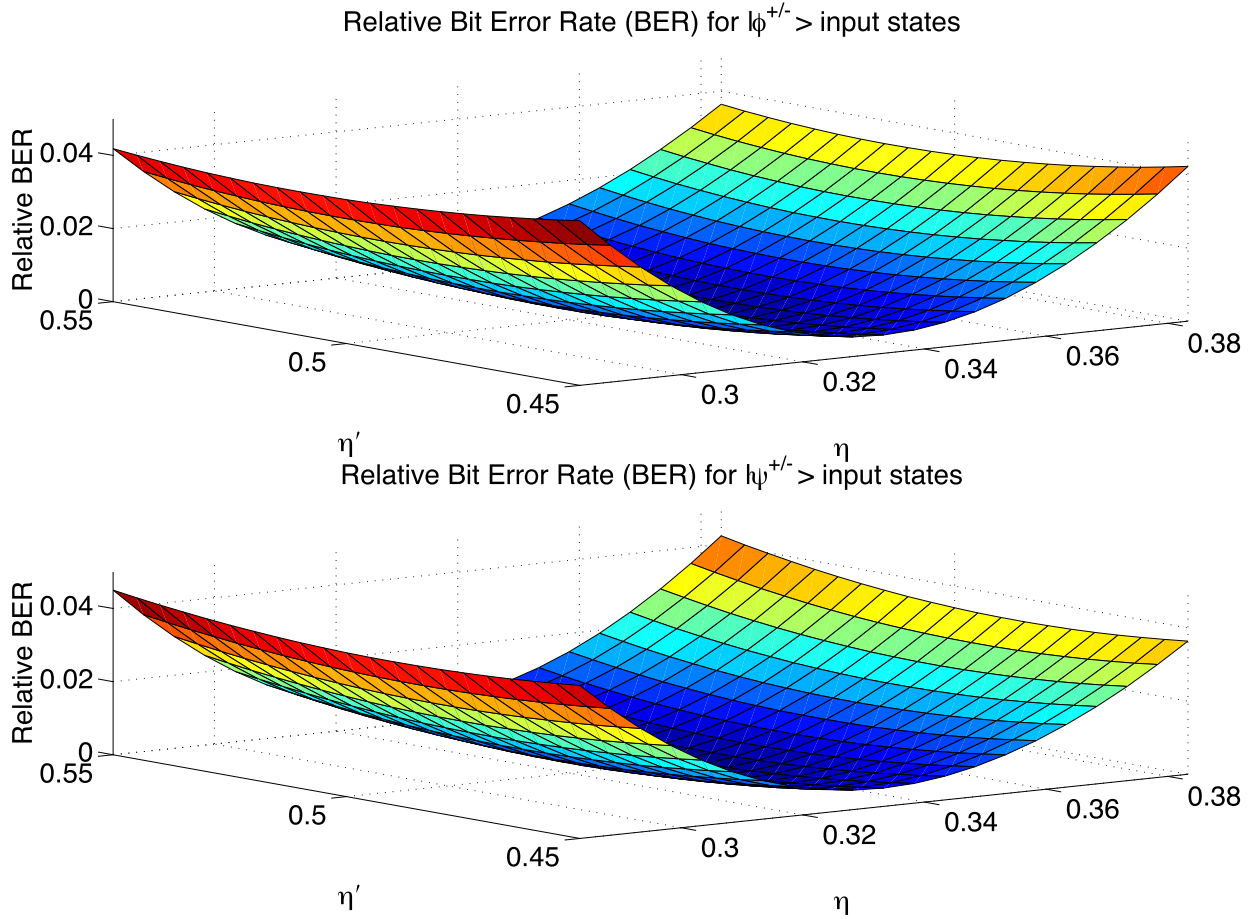 Relative Bit Error Rate (BER) for |ϕ+/- > input states
Relative BER
0.04
0.02
0
0.55
0.5
0.45
η′
0.3
0.32
0.34
0.36
0.38
η
Relative Bit Error Rate (BER) for |ψ+/- > input states
Relative BER
0.04
0.02
0
0.55
0.5
0.45
η′
0.3
0.32
0.34
0.36
0.38
η